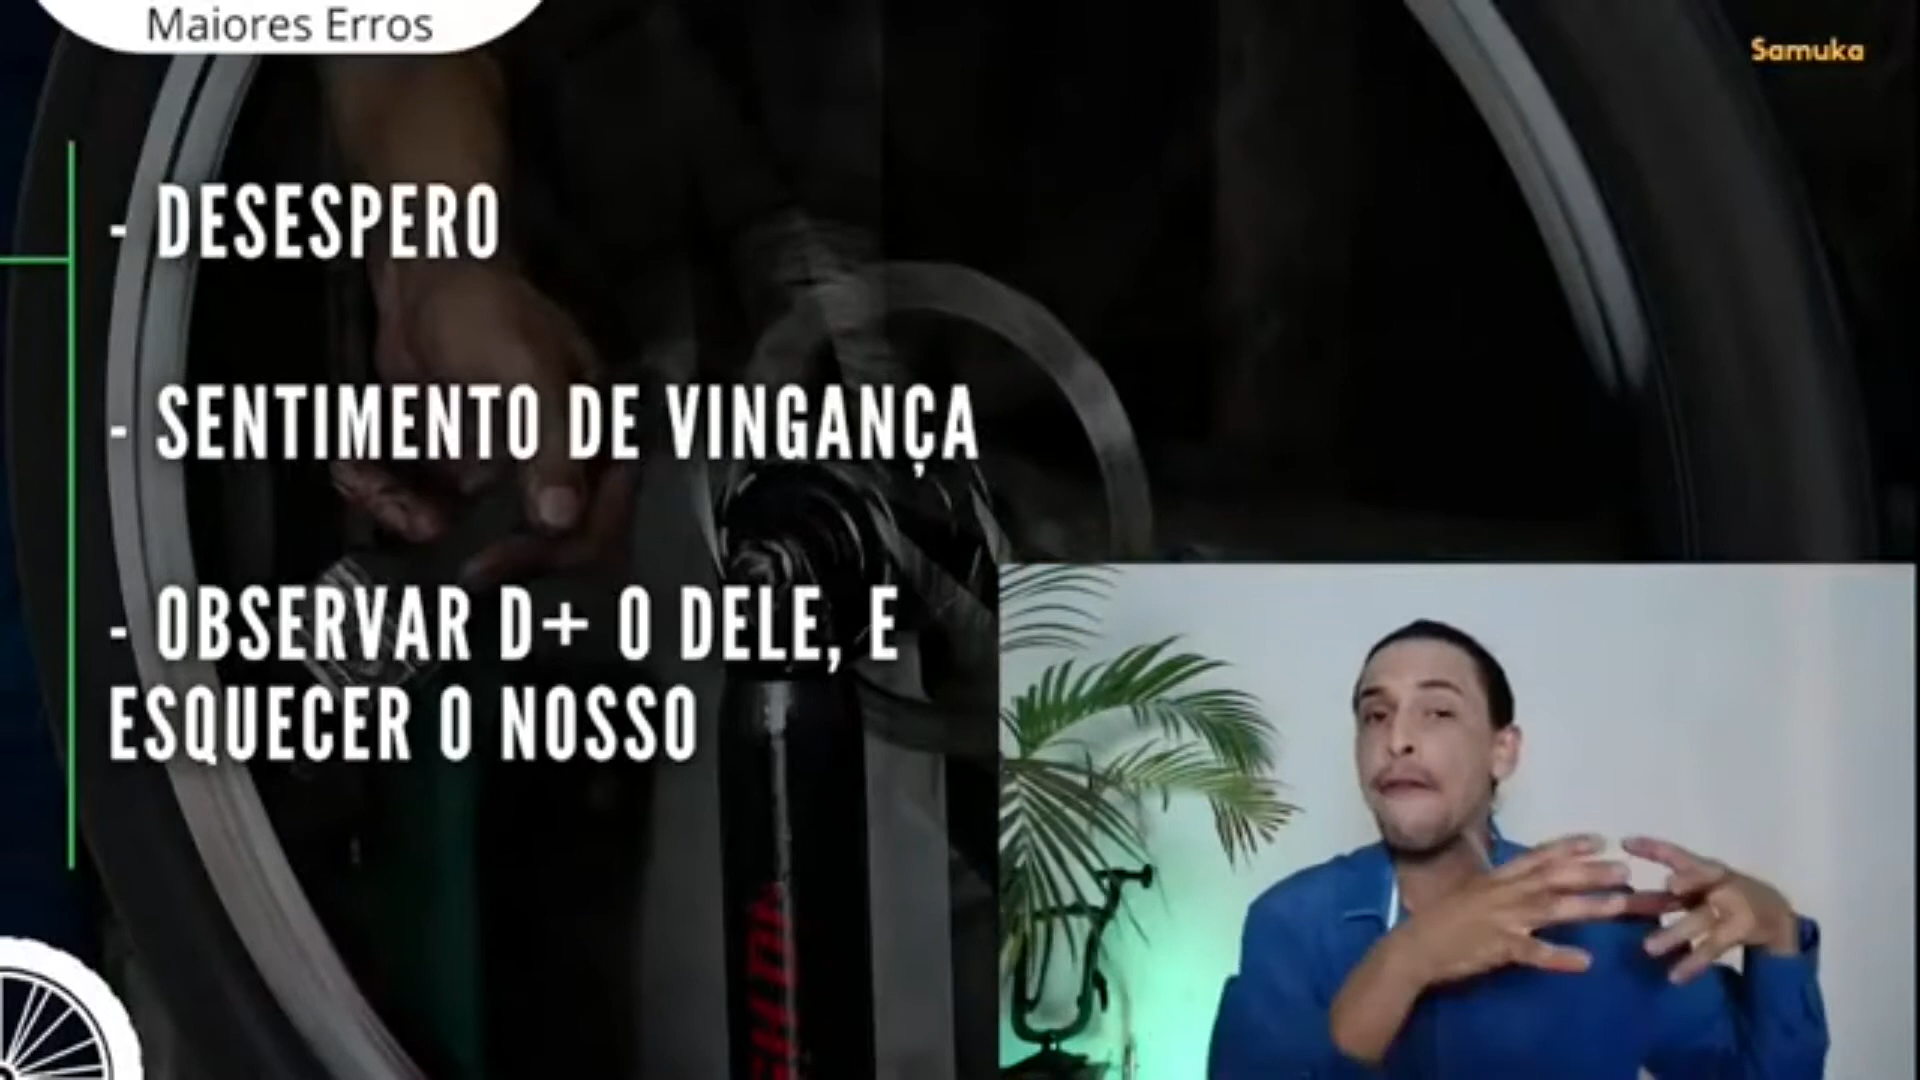 Maiores Erros
Samuka
- DESESPERO
- SENTIMENTO DE VINGANÇA
- OBSERVAR D+ O DELE, E
ESQUECER O NOSSO